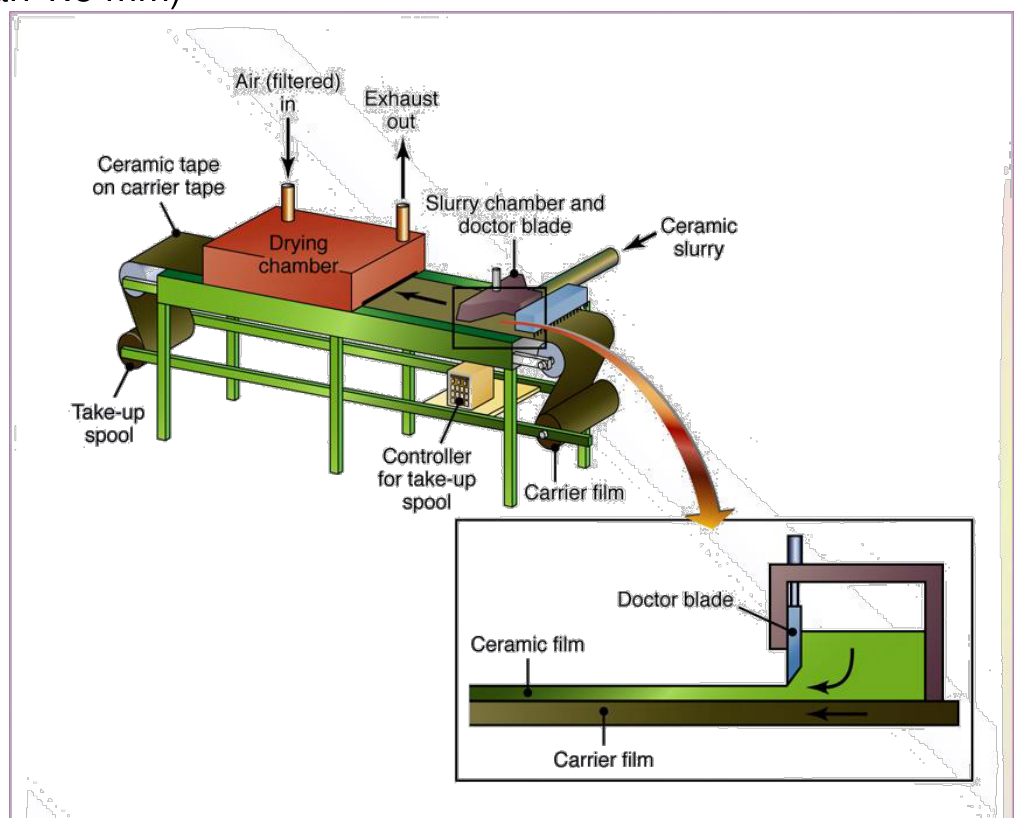 Air (filtered)
in
Exhaust
out
Ceramic tape
on carrier tape
Slurry chamber and
doctor blade
Ceramic
slurry
Drying
chamber
Take-up
spool
Controller
for take-up
spool
Carrier film
Doctor blade
Ceramic film
Carrier film